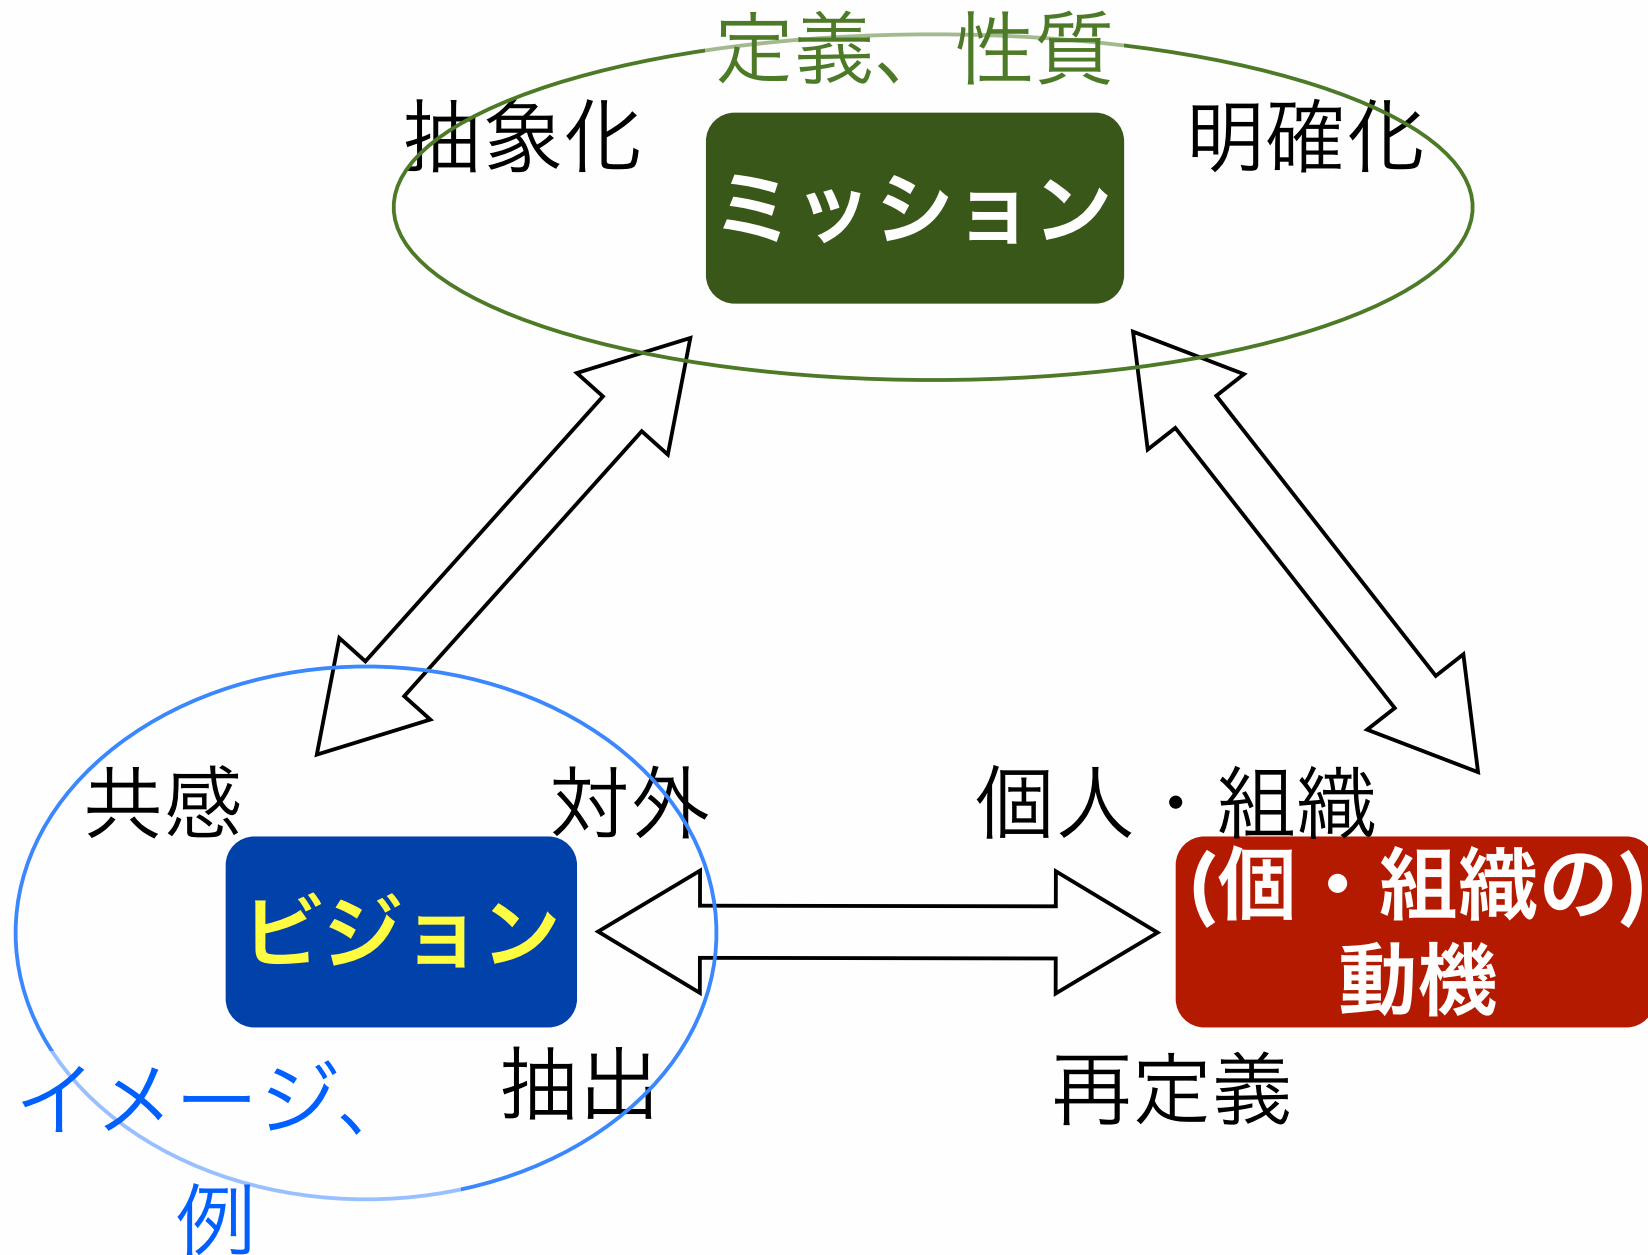 定義、性質
抽象化
明確化
ミッション
共感
対外
個人・組織
ビジョン
(個・組織の)
動機
抽出
再定義
イメージ、
例